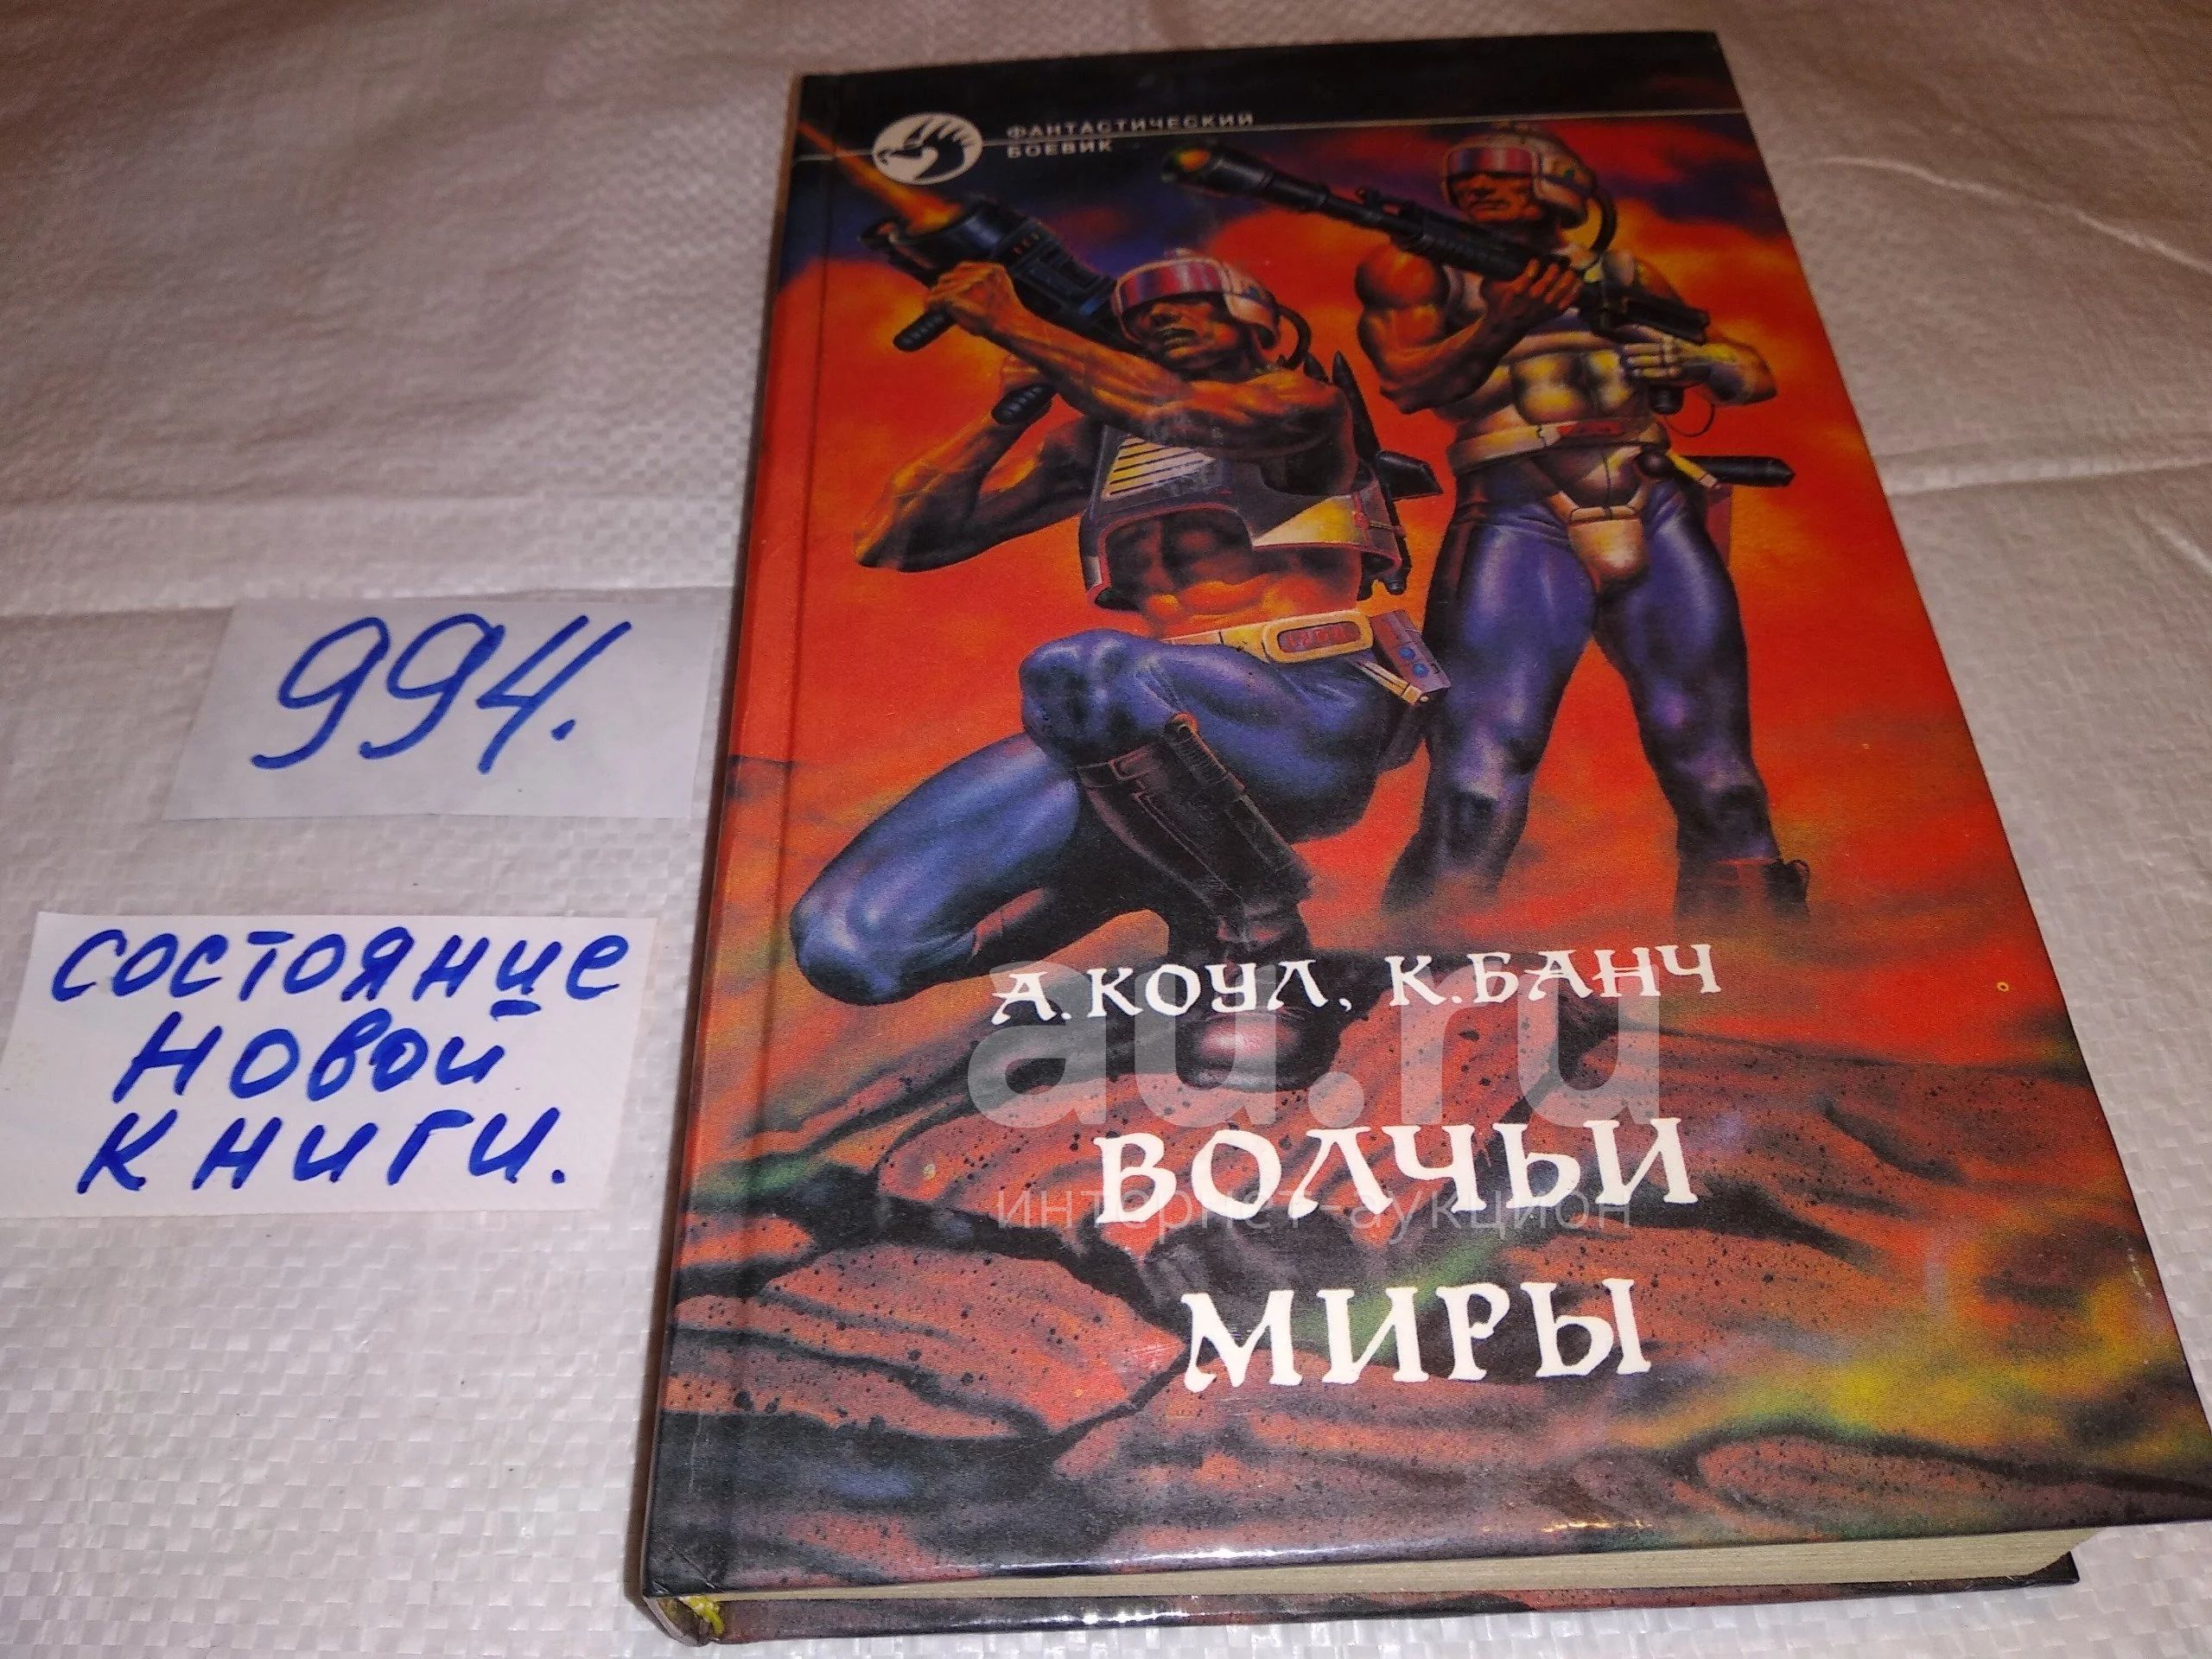 ФАНТАСТИЧЕСКИЙ
БОЕВИК
994.
состояние
новой
книги.
А.КОУЛ, К.БАНЧ
au.ru
ВОЛЧЬИ
интернет-аукцион
МИРЫ